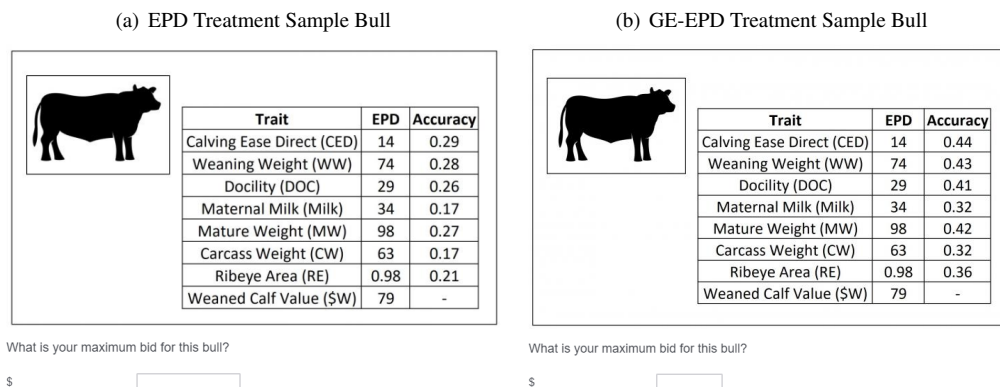 (a) EPD Treatment Sample Bull
Trait EPD Accuracy
Calving Ease Direct (CED) 14 0.29
Weaning Weight (WW) 74 0.28
Docility (DOC) 29 0.26
Maternal Milk (Milk) 34 0.17
Mature Weight (MW) 98 0.27
Carcass Weight (CW) 63 0.17
Ribeye Area (RE) 0.98 0.21
Weaned Calf Value ($W) 79 -
What is your maximum bid for this bull?
$
(b) GE-EPD Treatment Sample Bull
Trait EPD Accuracy
Calving Ease Direct (CED) 14 0.44
Weaning Weight (WW) 74 0.43
Docility (DOC) 29 0.41
Maternal Milk (Milk) 34 0.32
Mature Weight (MW) 98 0.42
Carcass Weight (CW) 63 0.32
Ribeye Area (RE) 0.98 0.36
Weaned Calf Value ($W) 79 -
What is your maximum bid for this bull?
$